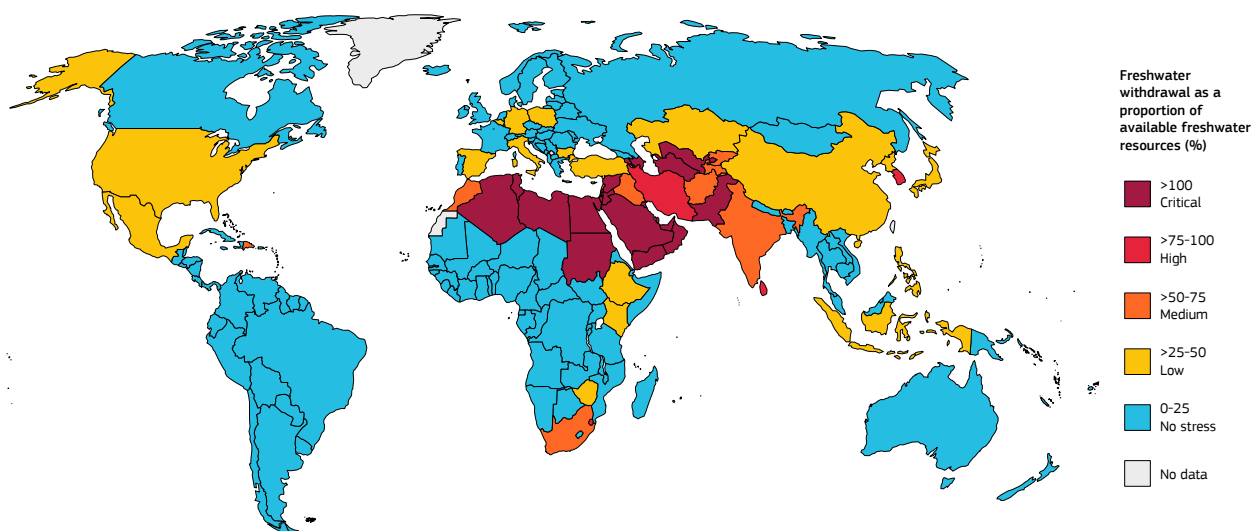 Freshwater
withdrawal as a
proportion of
available freshwater
resources (%)
>100
Critical
>75-100
High
>50-75
Medium
>25-50
Low
0-25
No stress
No data